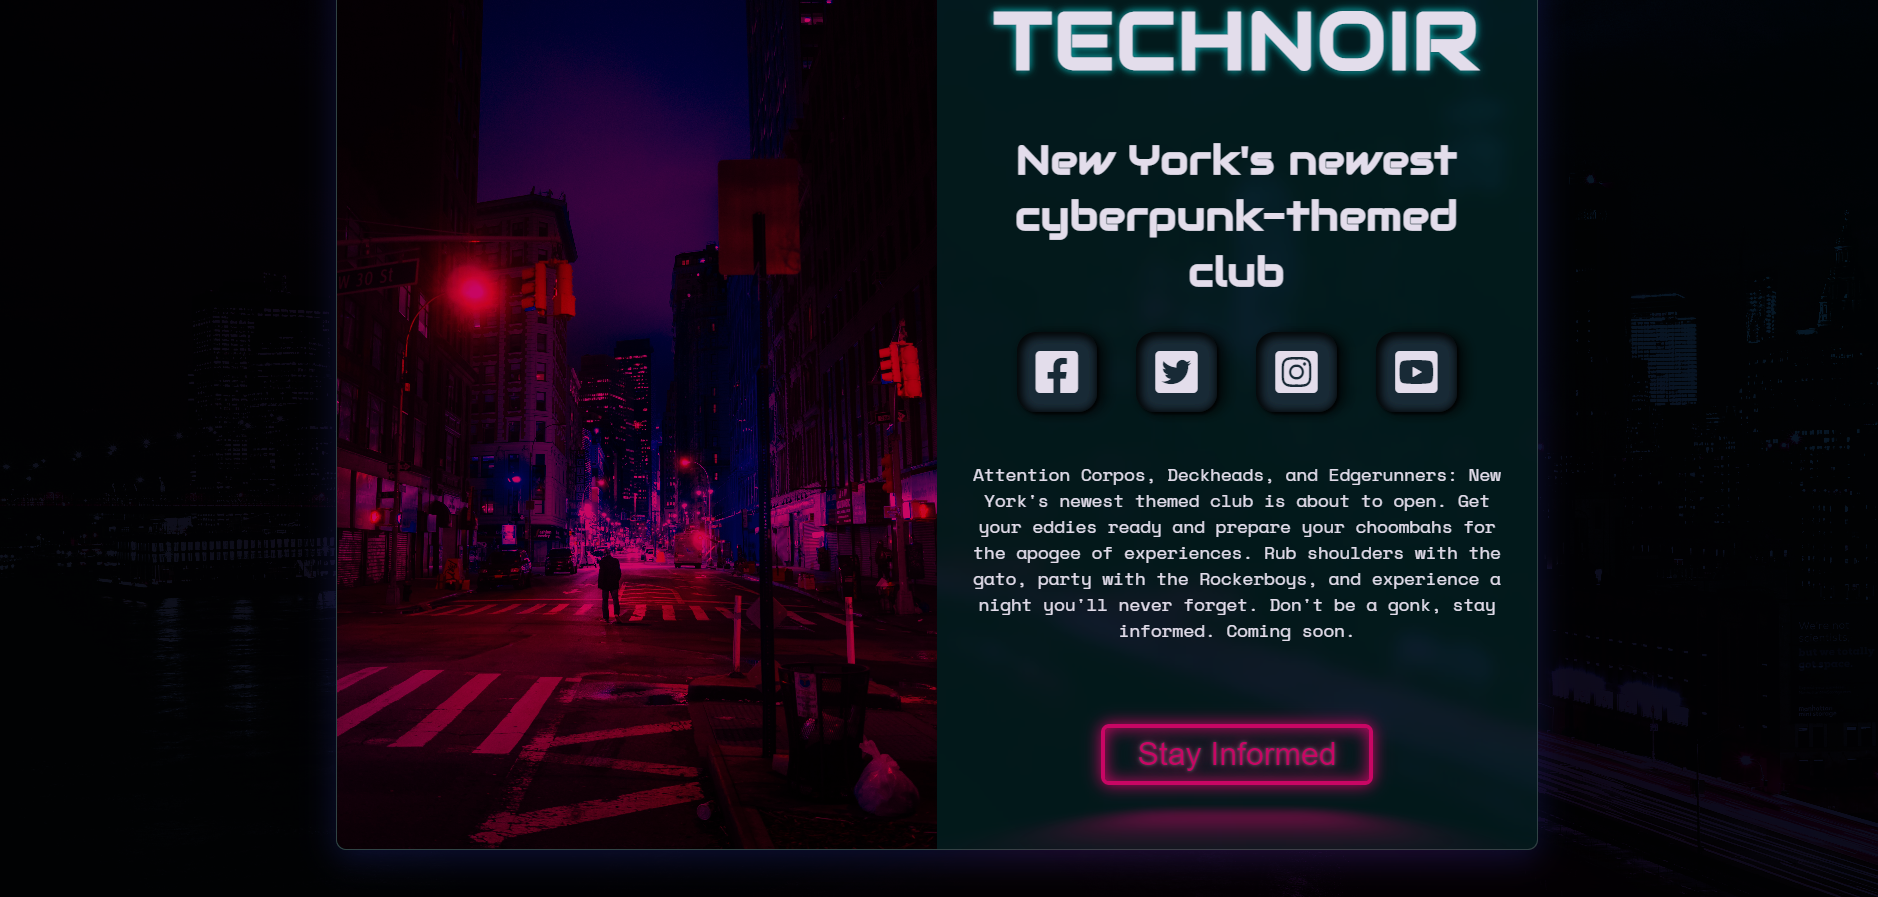 TECHNOIR
New York's newest
cyberpunk-themed
club
W 30 St
Attention Corpos, Deckheads, and Edgerunners: New
York's newest themed club is about to open. Get
your eddies ready and prepare your choombahs for
the apogee of experiences. Rub shoulders with the
gato, party with the Rockerboys, and experience a
night you'll never forget. Don't be a gonk, stay
informed. Coming soon.
Stay Informed